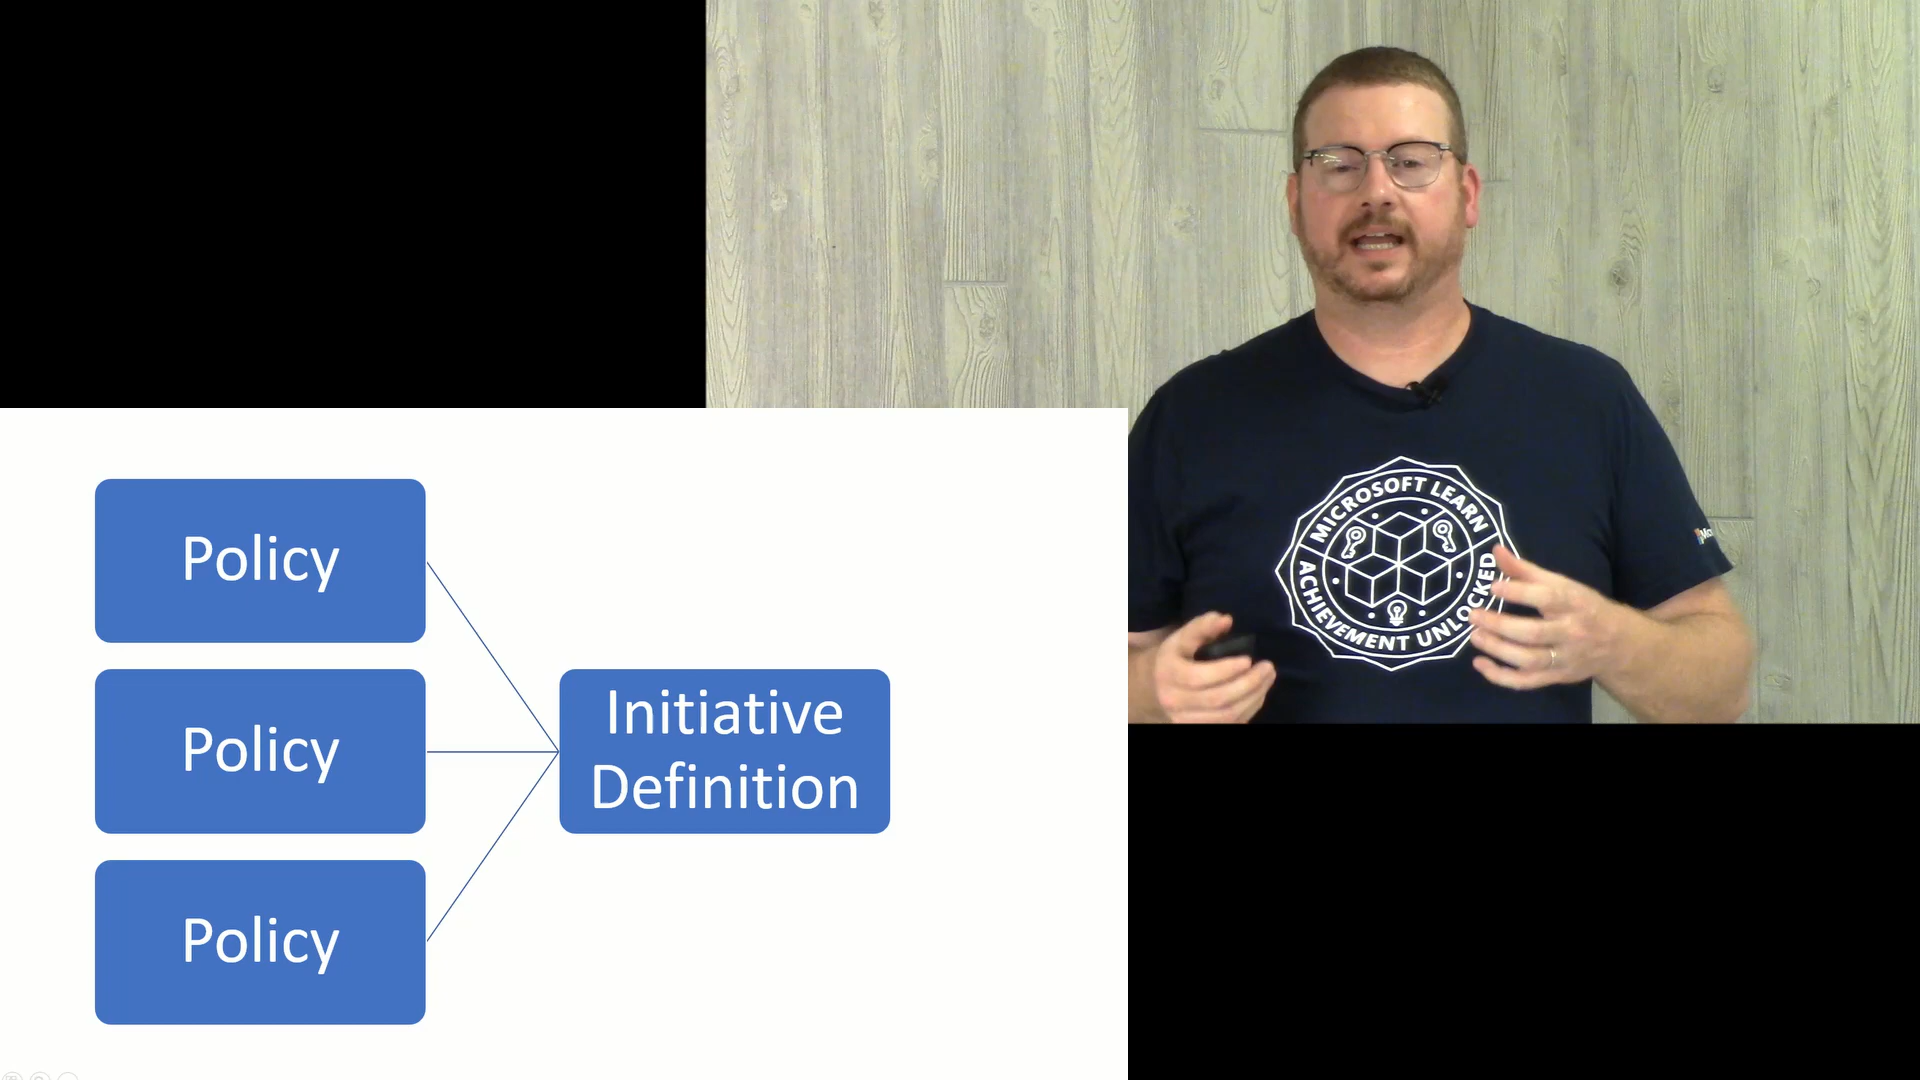 Policy
Policy
Policy
Initiative
Definition
MICROSOFT LEARN
ACHIEVEMENT UNLOCKED